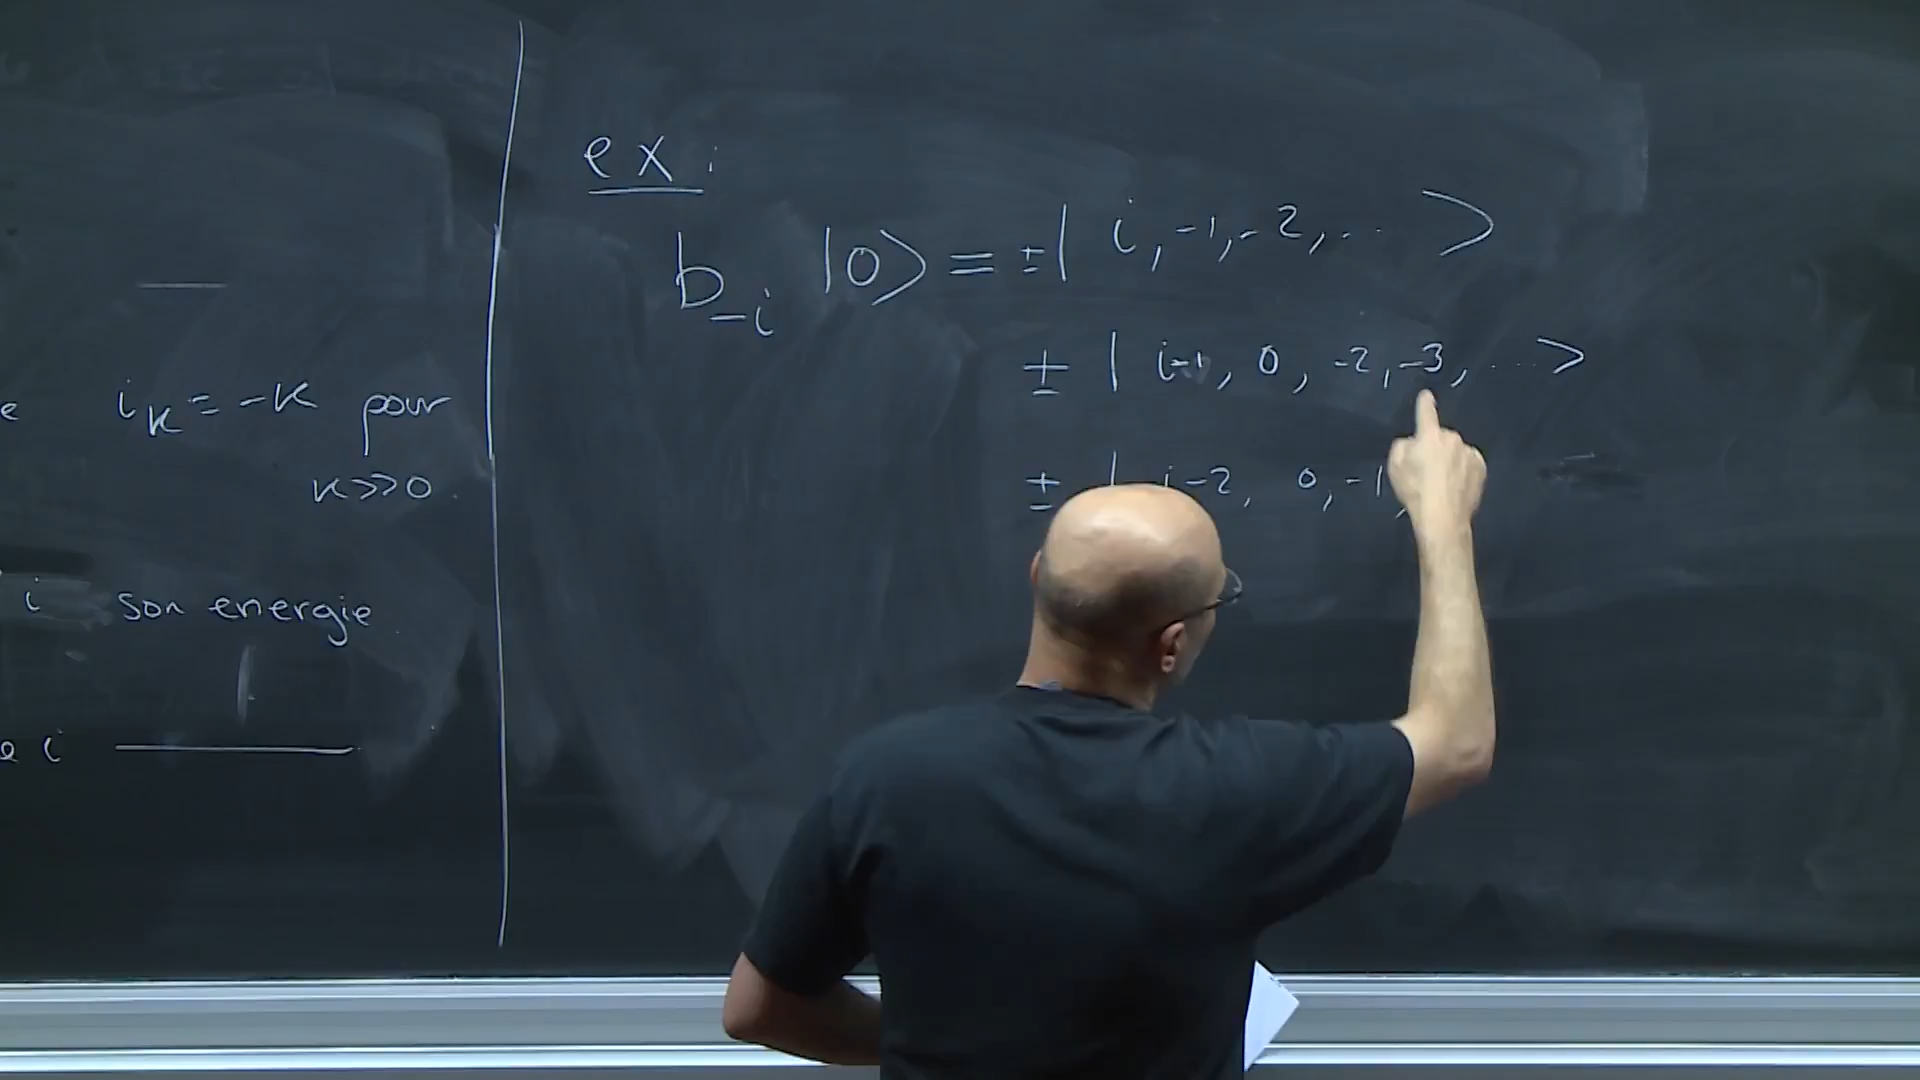 e i_K = -K pour
K>>0.
i son energie.
e i
ex:
b_{-i} |0> = ±| i, -1, -2, ... >
± | i-1, 0, -2, -3, ... >
± | i-2, 0, -1,